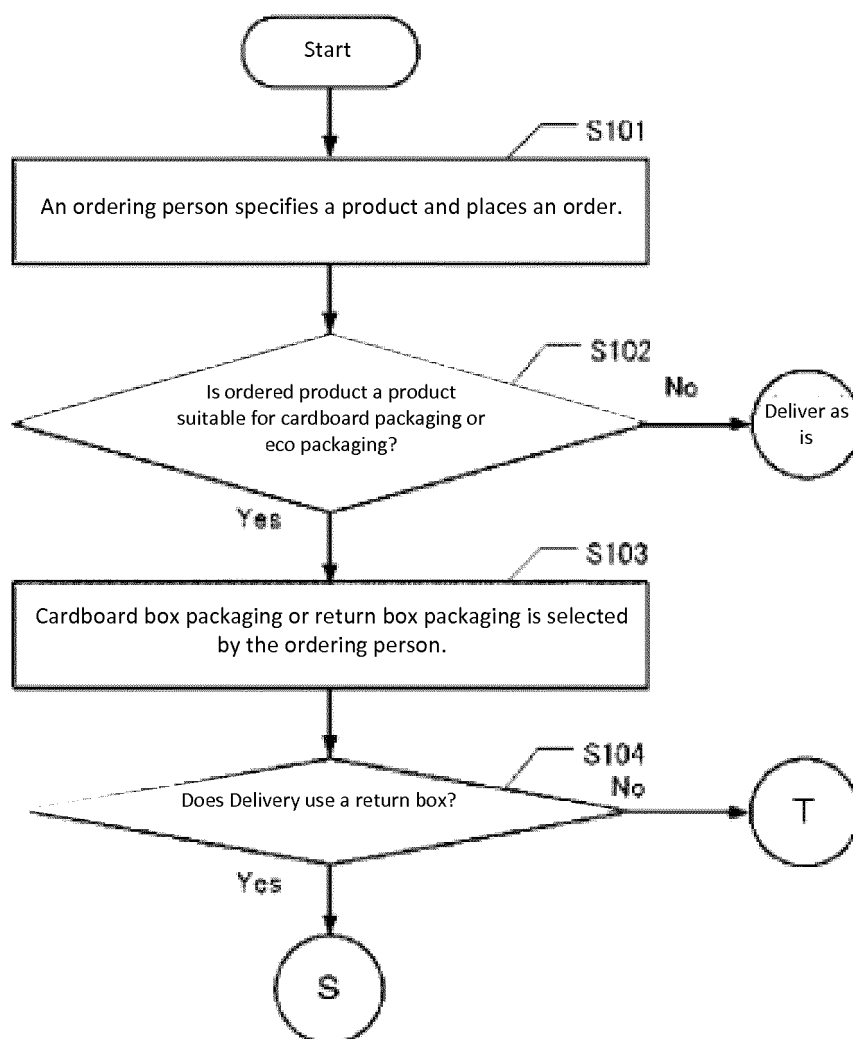 Start
S101
An ordering person specifies a product and places an order.
S102
Is ordered product a product
suitable for cardboard packaging or
eco packaging?
No
Deliver as
is
Yes
S103
Cardboard box packaging or return box packaging is selected
by the ordering person.
S104
Does Delivery use a return box?
No
T
Yes
S